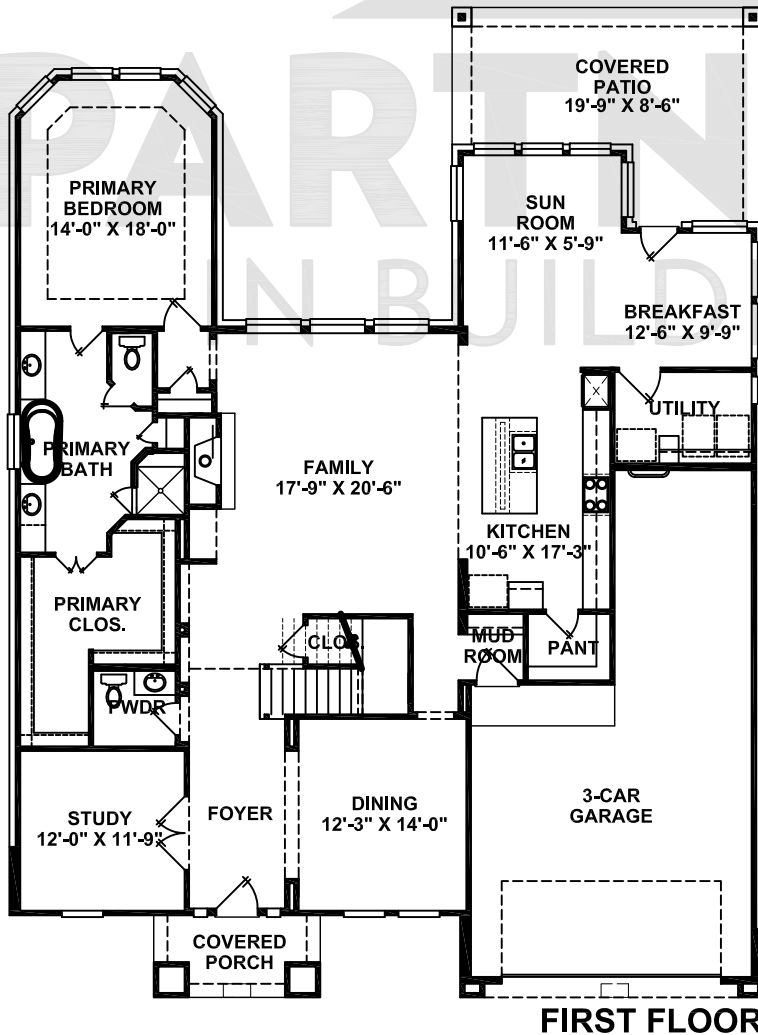 PARTN
IN BUILD
COVERED
PATIO
19'-9" X 8'-6"
PRIMARY
BEDROOM
14'-0" X 18'-0"
SUN
ROOM
11'-6" X 5'-9"
BREAKFAST
12'-6" X 9'-9"
UTILITY
PRIMARY
BATH
FAMILY
17'-9" X 20'-6"
KITCHEN
10'-6" X 17'-3"
PRIMARY
CLOS.
CLOS.
MUD
ROOM
PANT
PWDR
STUDY
12'-0" X 11'-9"
FOYER
DINING
12'-3" X 14'-0"
3-CAR
GARAGE
COVERED
PORCH
FIRST FLOOR